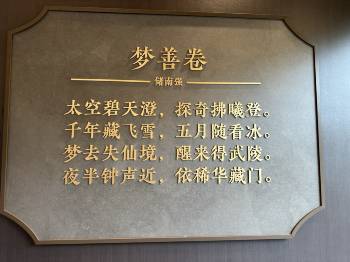 梦善卷
储南强
太空碧天澄，探奇拂曦登。
千年藏飞雪，五月随看冰。
梦去失仙境，醒来得武陵。
夜半钟声近，依稀华藏门。